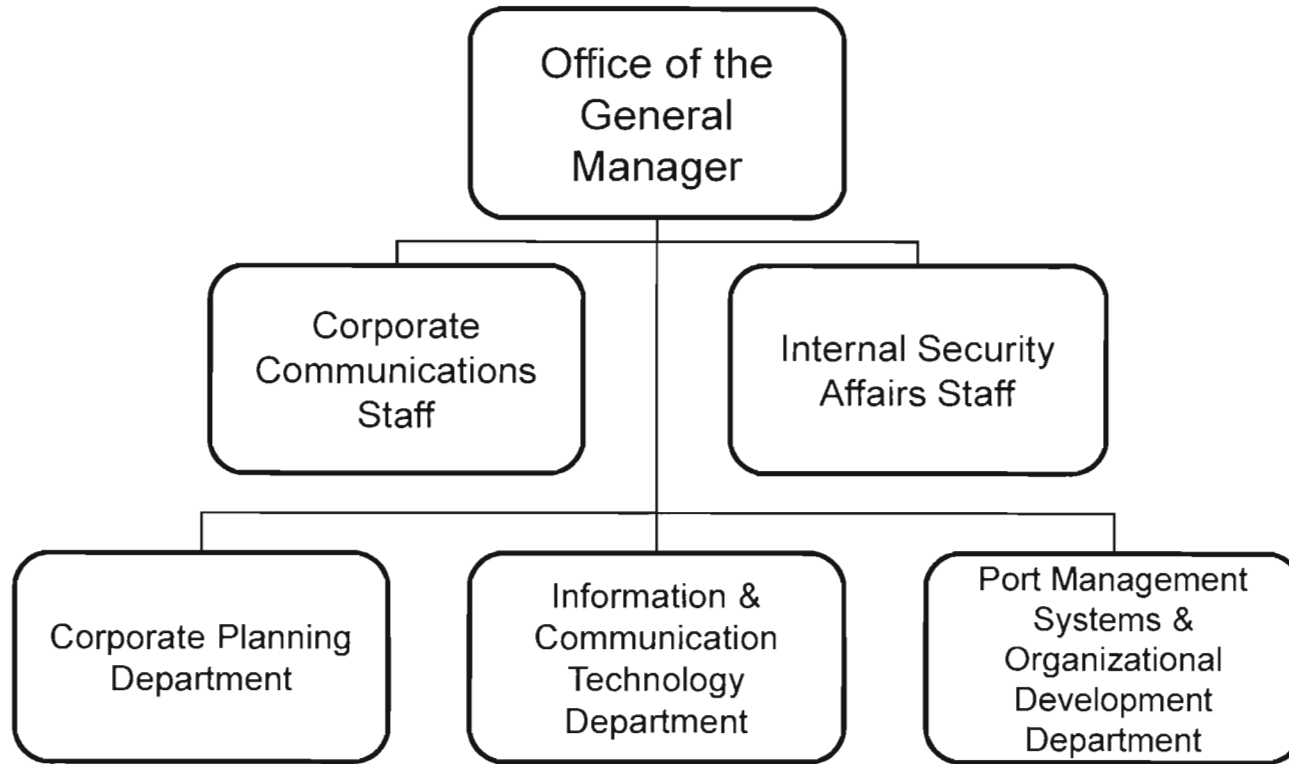 Office of the
General
Manager
Corporate
Communications
Staff
Internal Security
Affairs Staff
Corporate Planning
Department
Information &
Communication
Technology
Department
Port Management
Systems &
Organizational
Development
Department